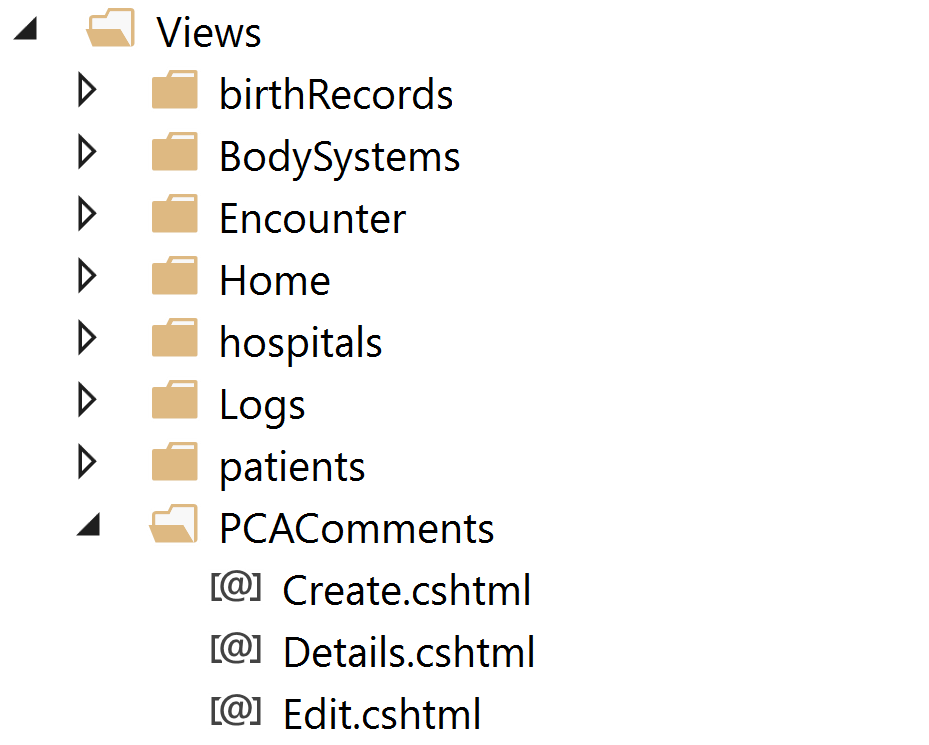 Views
birthRecords
BodySystems
Encounter
Home
hospitals
Logs
patients
PCAComments
[@] Create.cshtml
[@] Details.cshtml
[@] Edit.cshtml